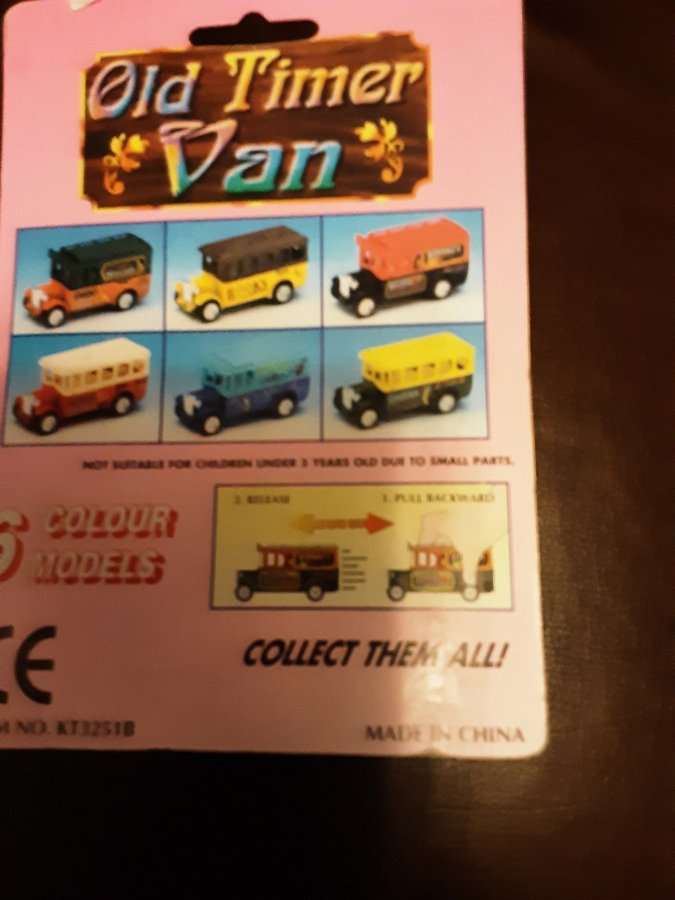 Old Timer
Van
NOT SUITABLE FOR CHILDREN UNDER 3 YEARS OLD DUE TO SMALL PARTS.
6 COLOUR
MODELS
2. RELEASE
1. PULL BACKWARD
CE
COLLECT THEM ALL!
M NO. KT3251B
MADE IN CHINA